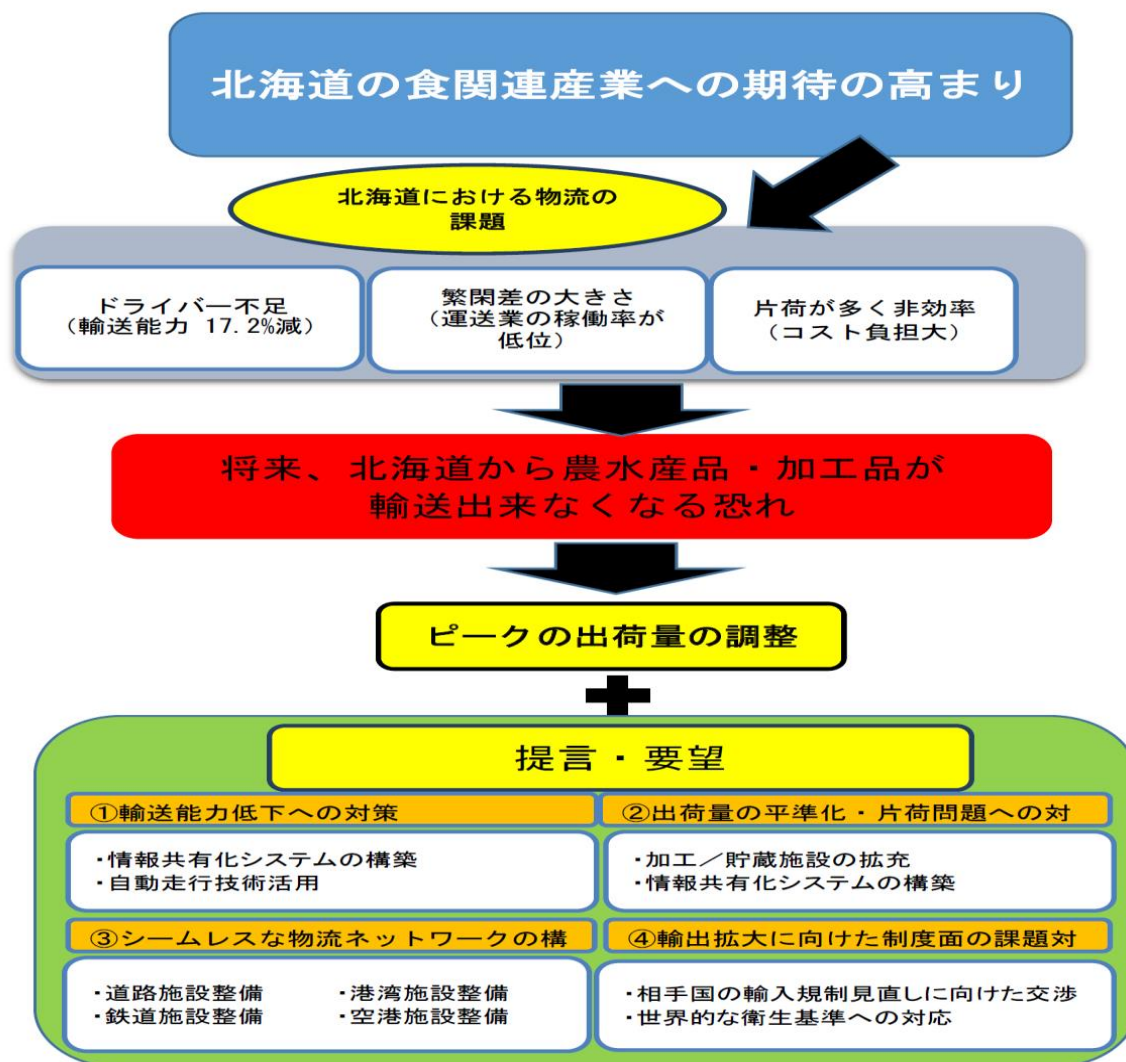 北海道の食関連産業への期待の高まり
北海道における物流の
課題
ドライバー不足
(輸送能力 17.2%減)
繁閑差の大きさ
(運送業の稼働率が
低位)
片荷が多く非効率
(コスト負担大)
将来、北海道から農水産品・加工品が
輸送出来なくなる恐れ
ピークの出荷量の調整
提言・要望
①輸送能力低下への対策
・情報共有化システムの構築
・自動走行技術活用
②出荷量の平準化・片荷問題への対
・加工/貯蔵施設の拡充
・情報共有化システムの構築
③シームレスな物流ネットワークの構
・道路施設整備 ・港湾施設整備
・鉄道施設整備 ・空港施設整備
④輸出拡大に向けた制度面の課題対
・相手国の輸入規制見直しに向けた交渉
・世界的な衛生基準への対応